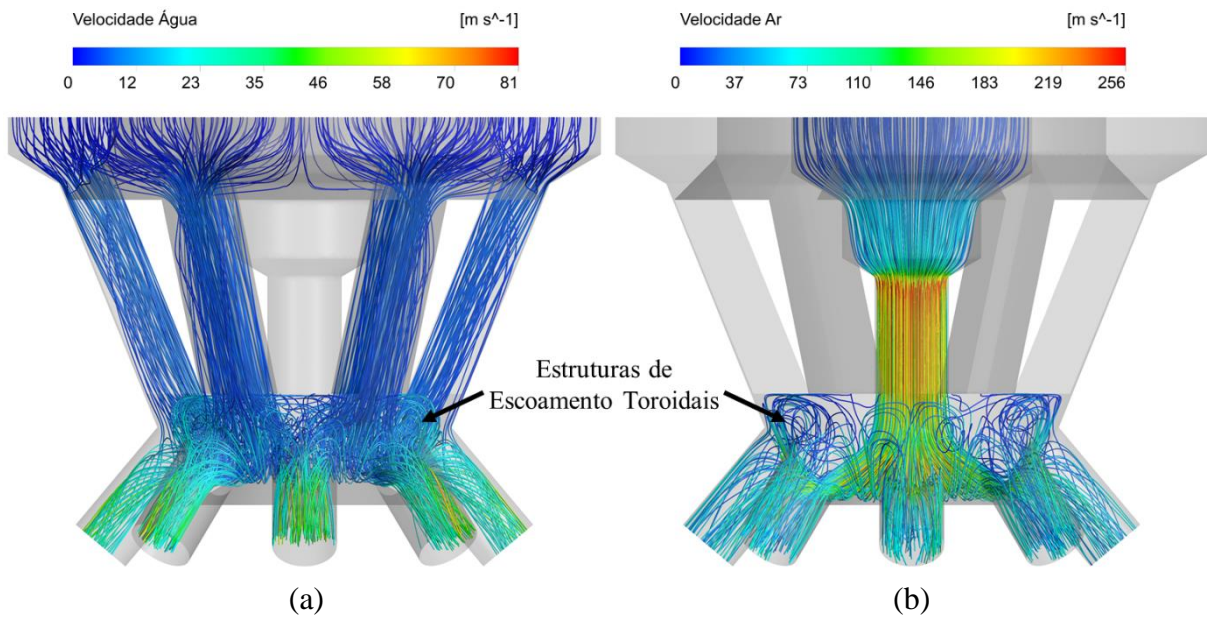 Velocidade Água [m s^-1]
0 12 23 35 46 58 70 81
Velocidade Ar [m s^-1]
0 37 73 110 146 183 219 256
Estruturas de
Escoamento Toroidais
(a)
(b)